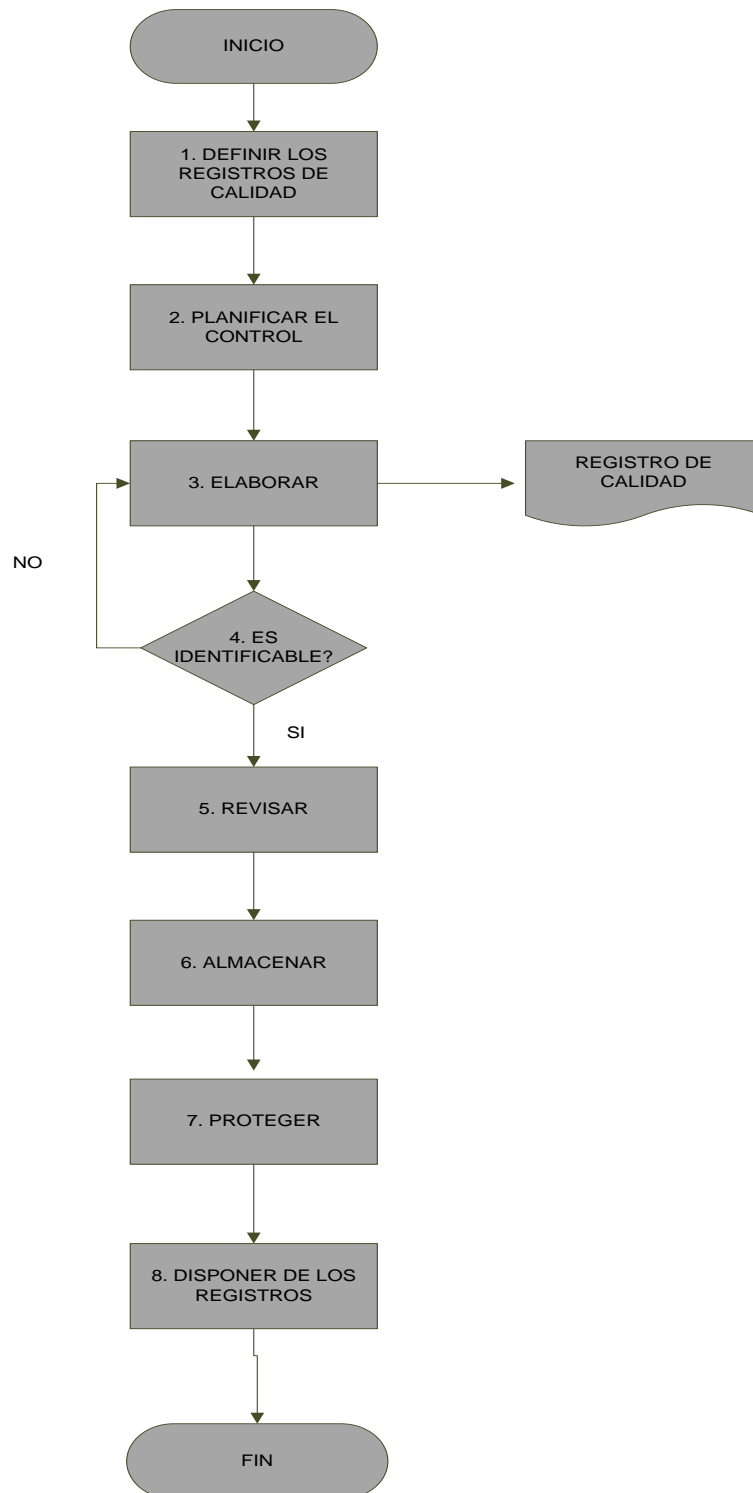 INICIO
1. DEFINIR LOS
REGISTROS DE
CALIDAD
2. PLANIFICAR EL
CONTROL
3. ELABORAR
REGISTRO DE
CALIDAD
NO
4. ES
IDENTIFICABLE?
SI
5. REVISAR
6. ALMACENAR
7. PROTEGER
8. DISPONER DE LOS
REGISTROS
FIN